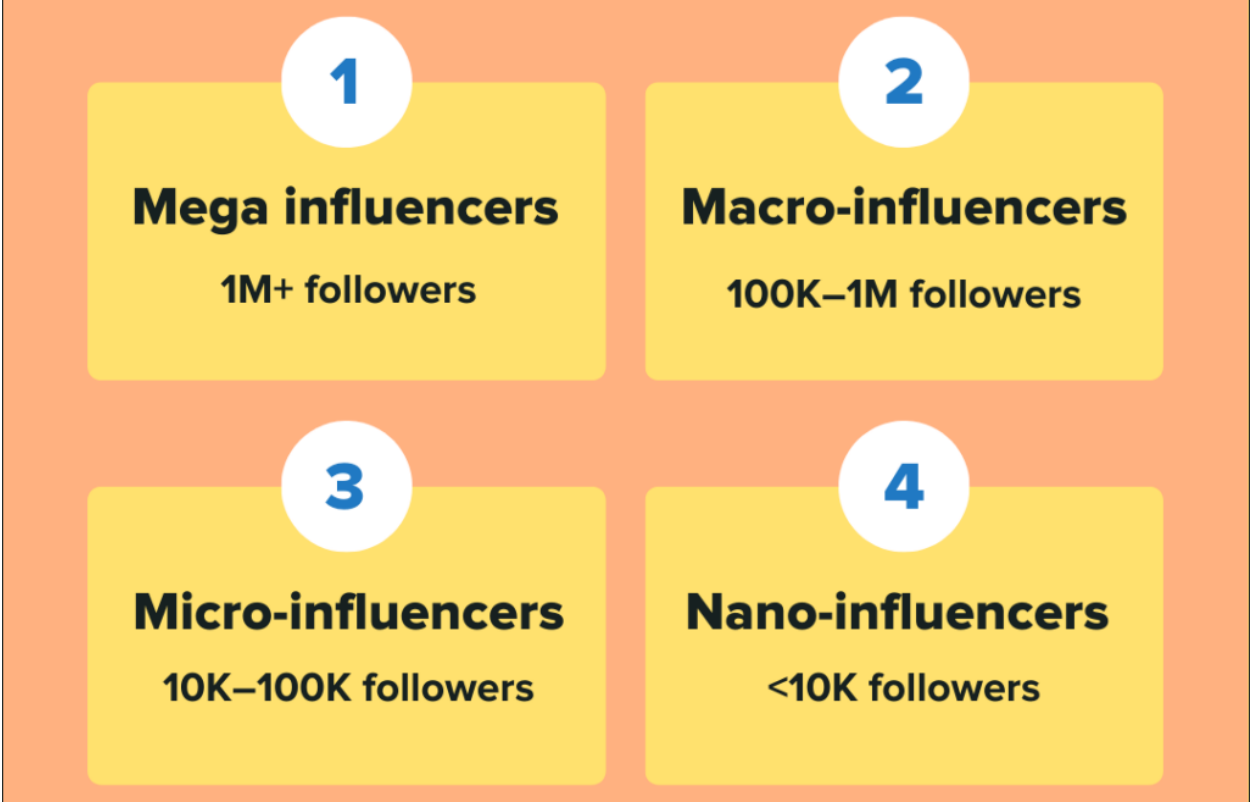 1
Mega influencers
1M+ followers
2
Macro-influencers
100K–1M followers
3
Micro-influencers
10K–100K followers
4
Nano-influencers
<10K followers